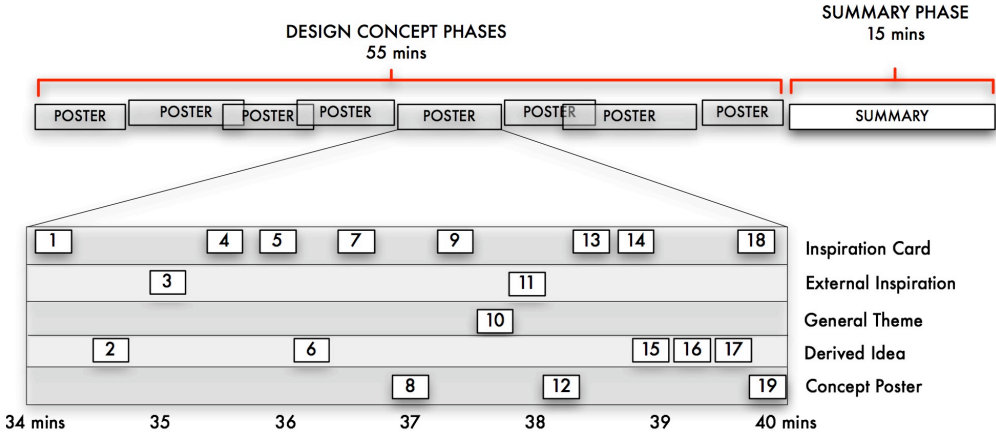 DESIGN CONCEPT PHASES
55 mins
SUMMARY PHASE
15 mins
POSTER POSTER POSTER POSTER POSTER POSTER POSTER POSTER SUMMARY
1 4 5 7 9 13 14 18 Inspiration Card
3 11 External Inspiration
10 General Theme
2 6 15 16 17 Derived Idea
8 12 19 Concept Poster
34 mins 35 36 37 38 39 40 mins